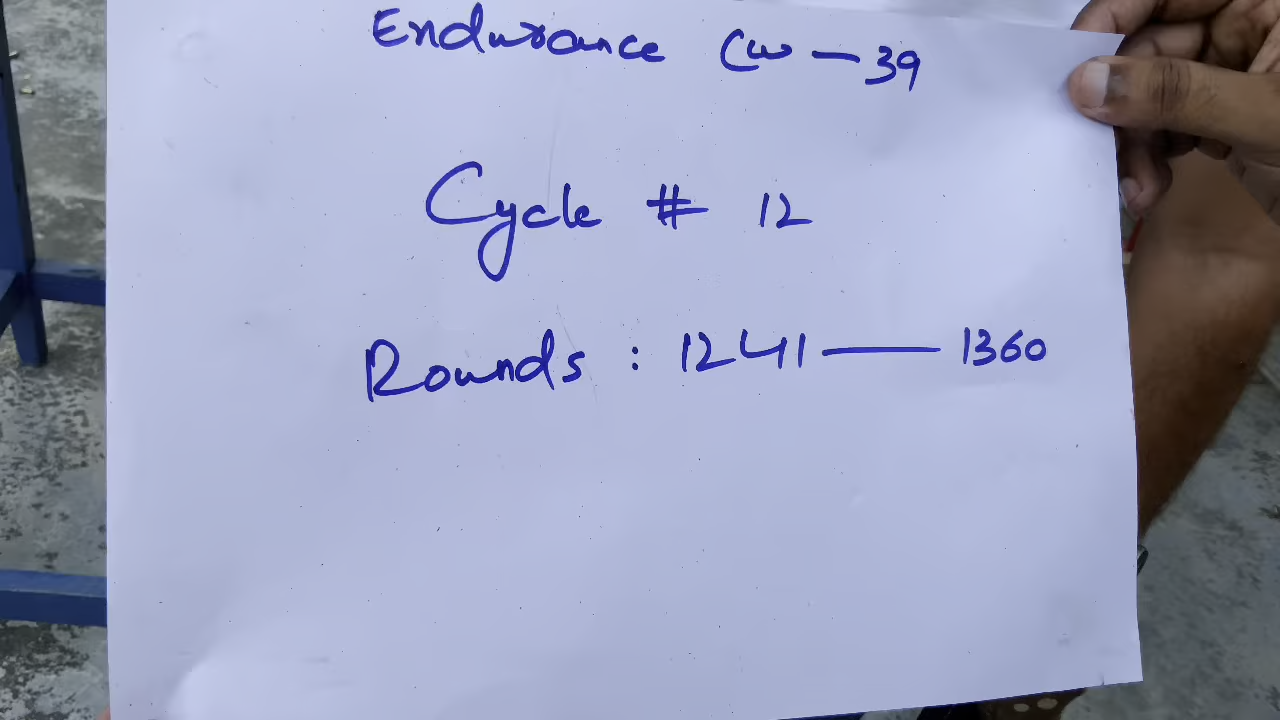 Endurance CW — 39
Cycle # 12
Rounds : 1241 — 1360